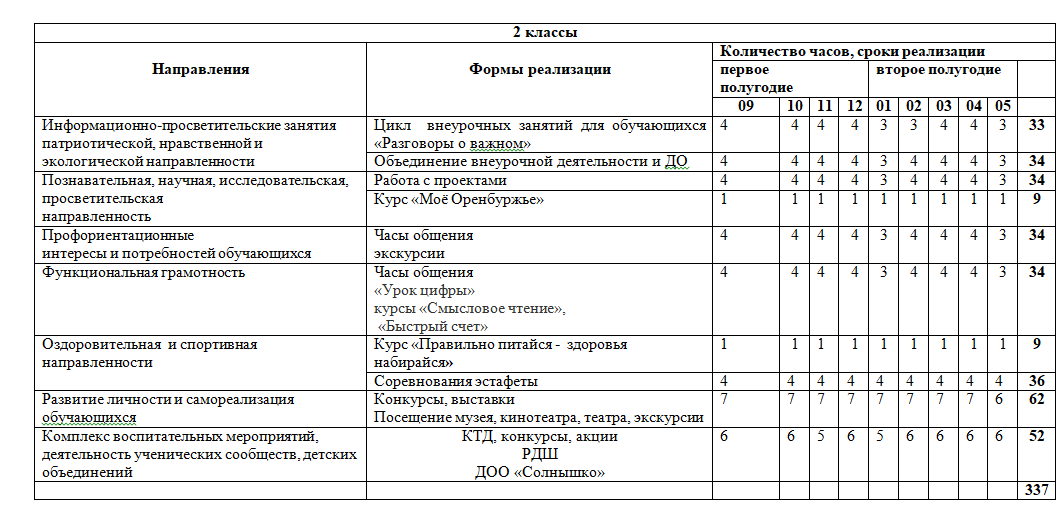 2 классы
Направления Формы реализации Количество часов, сроки реализации
первое полугодие второе полугодие
09 10 11 12 01 02 03 04 05
Информационно-просветительские занятия
патриотической, нравственной и
экологической направленности
Цикл внеурочных занятий для обучающихся
«Разговоры о важном»
4 4 4 4 3 3 4 4 3 33
Объединение внеурочной деятельности и ДО 4 4 4 4 3 4 4 4 3 34
Познавательная, научная, исследовательская,
просветительская
направленность
Работа с проектами 4 4 4 4 3 4 4 4 3 34
Курс «Моё Оренбуржье» 1 1 1 1 1 1 1 1 1 9
Профориентационные
интересы и потребностей обучающихся
Часы общения
экскурсии
4 4 4 4 3 4 4 4 3 34
Функциональная грамотность
Часы общения
«Урок цифры»
курсы «Смысловое чтение»,
«Быстрый счет»
4 4 4 4 3 4 4 4 3 34
Оздоровительная и спортивная
направленности
Курс «Правильно питайся - здоровья
набирайся»
1 1 1 1 1 1 1 1 1 9
Соревнования эстафеты 4 4 4 4 4 4 4 4 4 36
Развитие личности и самореализация
обучающихся
Конкурсы, выставки
Посещение музея, кинотеатра, театра, экскурсии
7 7 7 7 7 7 7 7 6 62
Комплекс воспитательных мероприятий,
деятельность ученических сообществ, детских
объединений
КТД, конкурсы, акции
РДШ
ДОО «Солнышко»
6 6 5 6 5 6 6 6 6 52
337